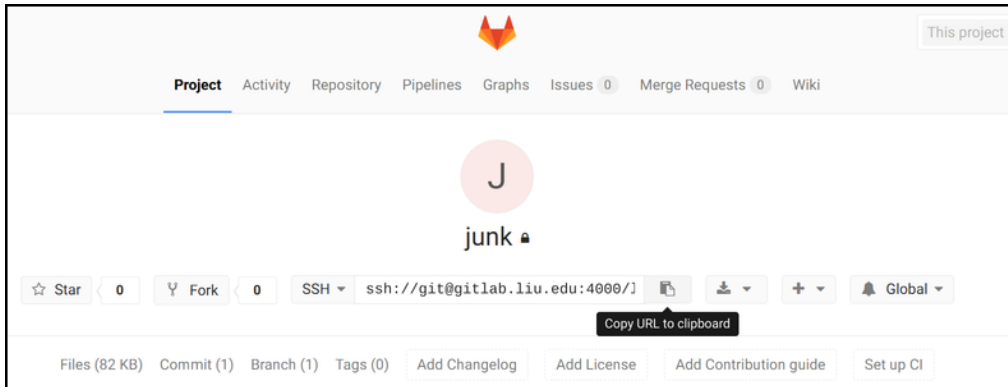 This project
Project Activity Repository Pipelines Graphs Issues 0 Merge Requests 0 Wiki
J
junk
Star 0 Fork 0 SSH ssh://git@gitlab.liu.edu:4000/ Global
Copy URL to clipboard
Files (82 KB) Commit (1) Branch (1) Tags (0) Add Changelog Add License Add Contribution guide Set up CI